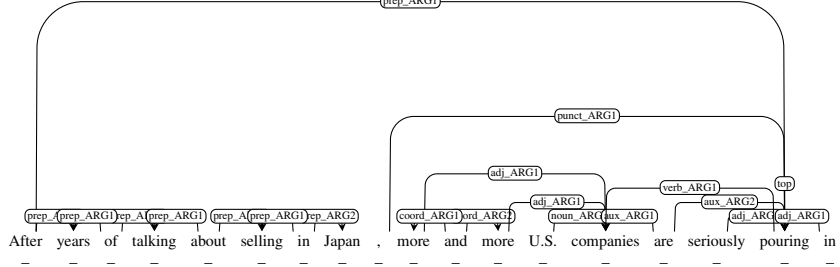 prep_ARG1
punct_ARG1
adj_ARG1
top
verb_ARG1
adj_ARG1 aux_ARG2
prep_ARG1 prep_ARG1 prep_ARG1 coord_ARG1 aux_ARG1 adj_ARG1
After years of talking about selling in Japan , more and more U.S. companies are seriously pouring in